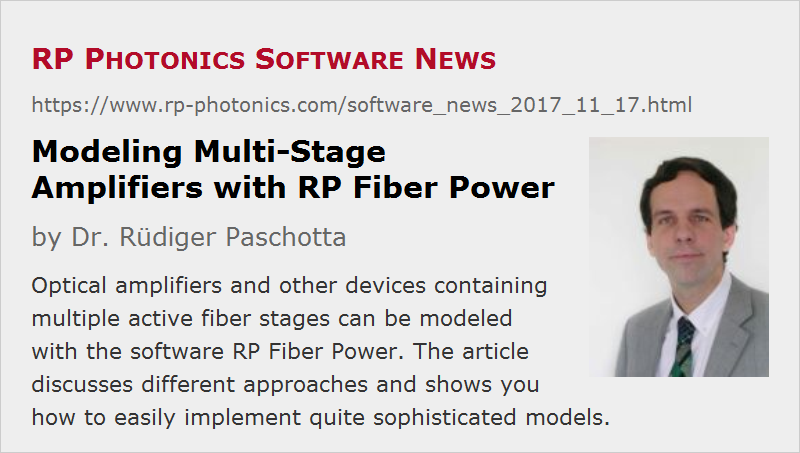 RP Photonics Software News
https://www.rp-photonics.com/software_news_2017_11_17.html
Modeling Multi-Stage
Amplifiers with RP Fiber Power
by Dr. Rüdiger Paschotta
Optical amplifiers and other devices containing
multiple active fiber stages can be modeled
with the software RP Fiber Power. The article
discusses different approaches and shows you
how to easily implement quite sophisticated models.